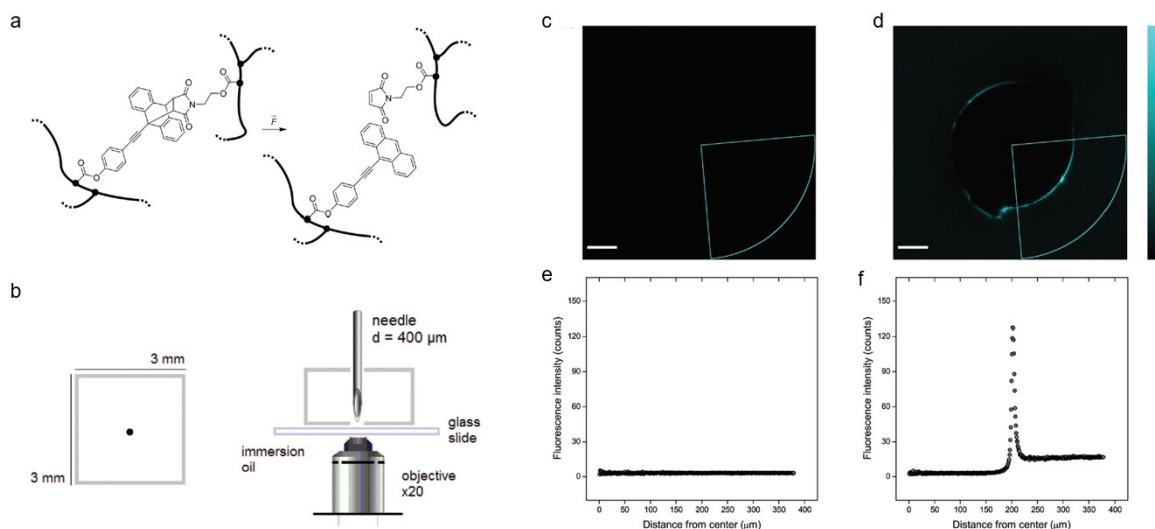 a
O
O
N
O
O
O
O
F
O
O
N
O
O
O
O
b
3 mm
3 mm
needle
d = 400 µm
glass
slide
immersion
oil
objective
x20
c
d
e
Fluorescence intensity (counts)
150
120
90
60
30
0
0 50 100 150 200 250 300 350 400
Distance from center (µm)
f
Fluorescence intensity (counts)
150
120
90
60
30
0
0 50 100 150 200 250 300 350 400
Distance from center (µm)